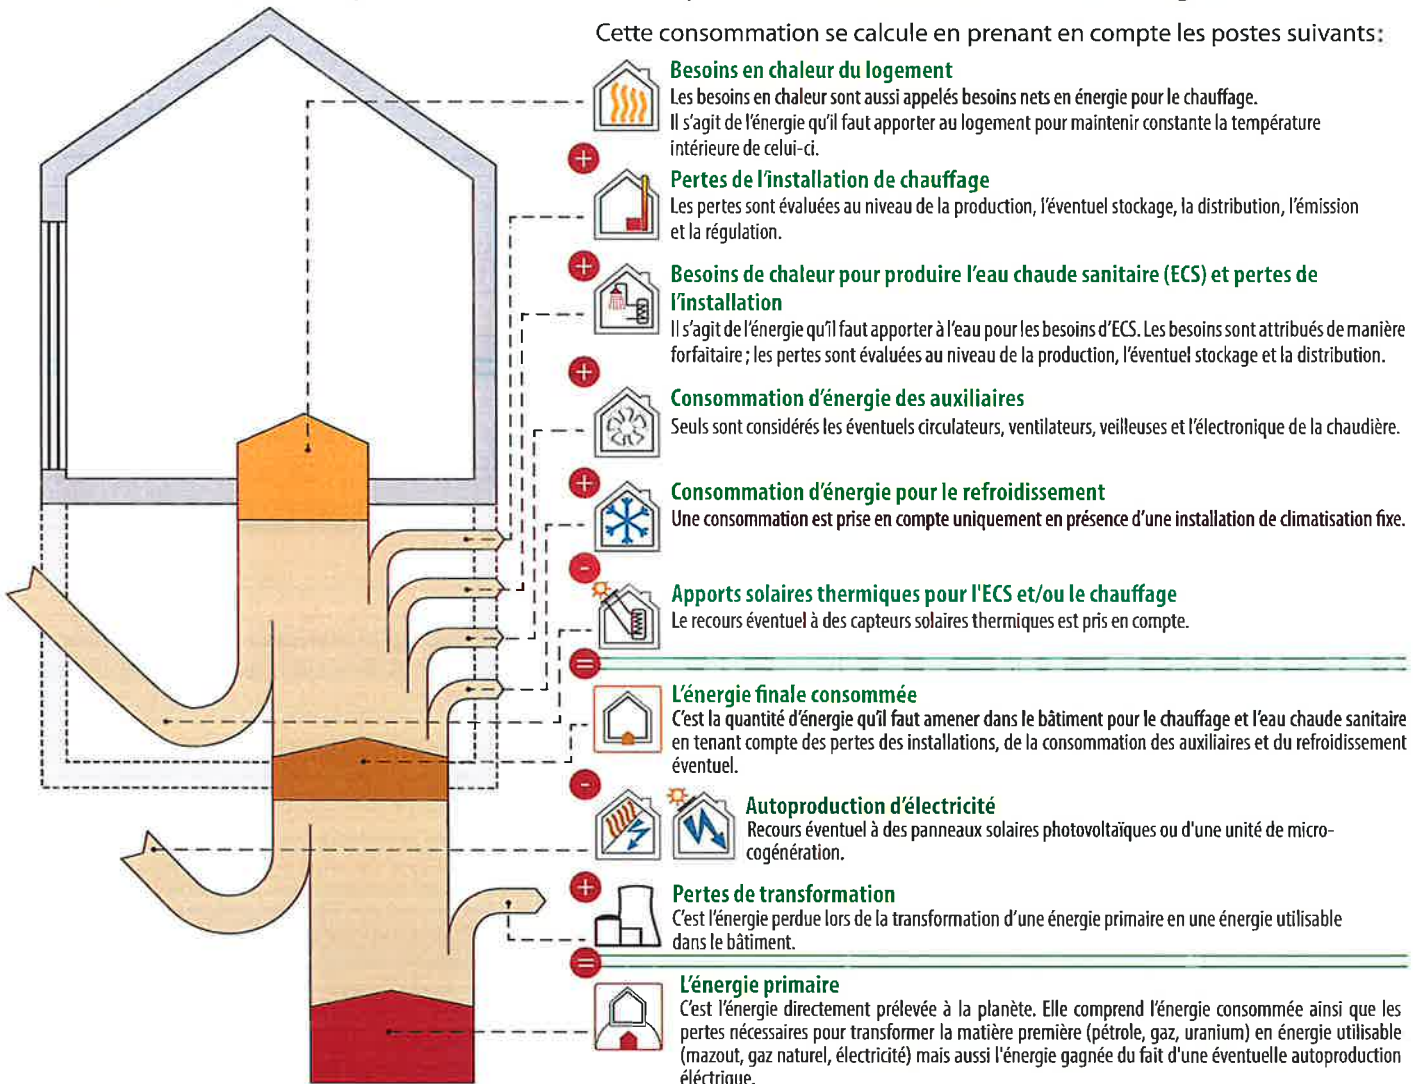 Cette consommation se calcule en prenant en compte les postes suivants:
Besoins en chaleur du logement
Les besoins en chaleur sont aussi appelés besoins nets en énergie pour le chauffage.
Il s'agit de l'énergie qu'il faut apporter au logement pour maintenir constante la température
intérieure de celui-ci.
+
Pertes de l'installation de chauffage
Les pertes sont évaluées au niveau de la production, l'éventuel stockage, la distribution, l'émission
et la régulation.
+
Besoins de chaleur pour produire l'eau chaude sanitaire (ECS) et pertes de
l'installation
Il s'agit de l'énergie qu'il faut apporter à l'eau pour les besoins d'ECS. Les besoins sont attribués de manière
forfaitaire ; les pertes sont évaluées au niveau de la production, l'éventuel stockage et la distribution.
+
Consommation d'énergie des auxiliaires
Seuls sont considérés les éventuels circulateurs, ventilateurs, veilleuses et l'électronique de la chaudière.
+
Consommation d'énergie pour le refroidissement
Une consommation est prise en compte uniquement en présence d'une installation de climatisation fixe.
-
Apports solaires thermiques pour l'ECS et/ou le chauffage
Le recours éventuel à des capteurs solaires thermiques est pris en compte.
=
L'énergie finale consommée
C'est la quantité d'énergie qu'il faut amener dans le bâtiment pour le chauffage et l'eau chaude sanitaire
en tenant compte des pertes des installations, de la consommation des auxiliaires et du refroidissement
éventuel.
-
Autoproduction d'électricité
Recours éventuel à des panneaux solaires photovoltaïques ou d'une unité de micro-
cogénération.
+
Pertes de transformation
C'est l'énergie perdue lors de la transformation d'une énergie primaire en une énergie utilisable
dans le bâtiment.
=
L'énergie primaire
C'est l'énergie directement prélevée à la planète. Elle comprend l'énergie consommée ainsi que les
pertes nécessaires pour transformer la matière première (pétrole, gaz, uranium) en énergie utilisable
(mazout, gaz naturel, électricité) mais aussi l'énergie gagnée du fait d'une éventuelle autoproduction
éléctrique.